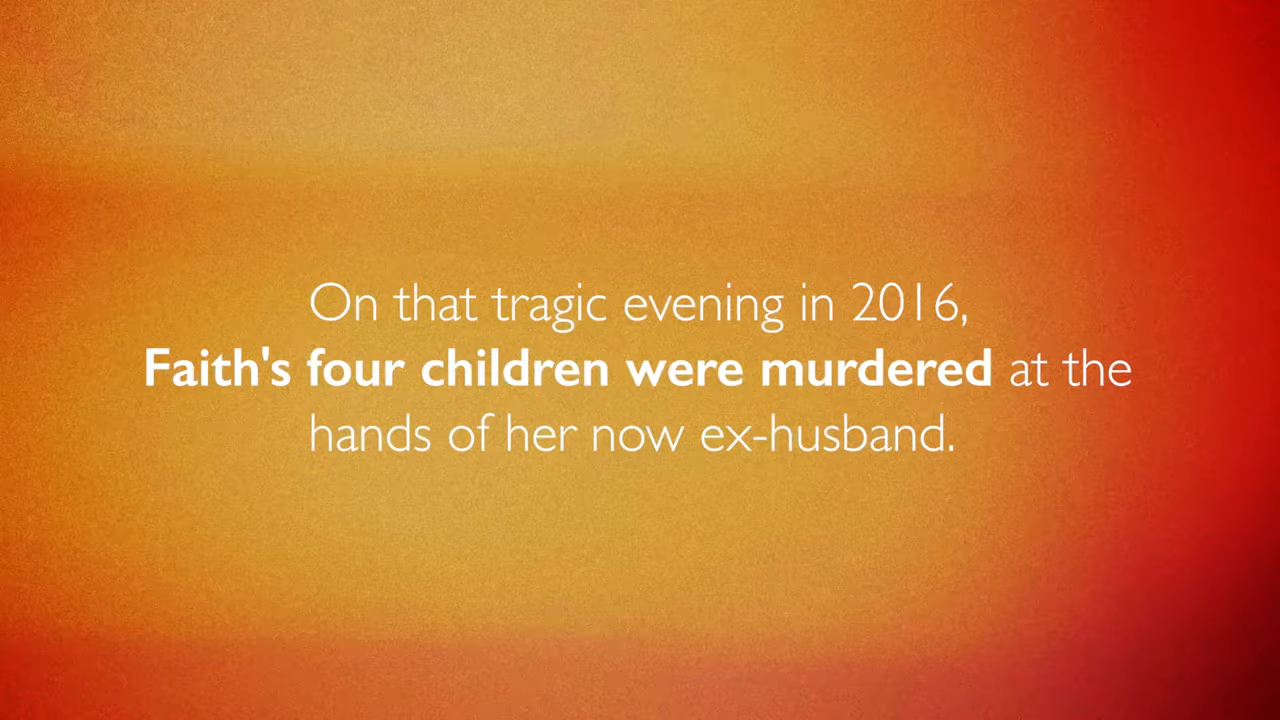 On that tragic evening in 2016,
Faith's four children were murdered at the
hands of her now ex-husband.